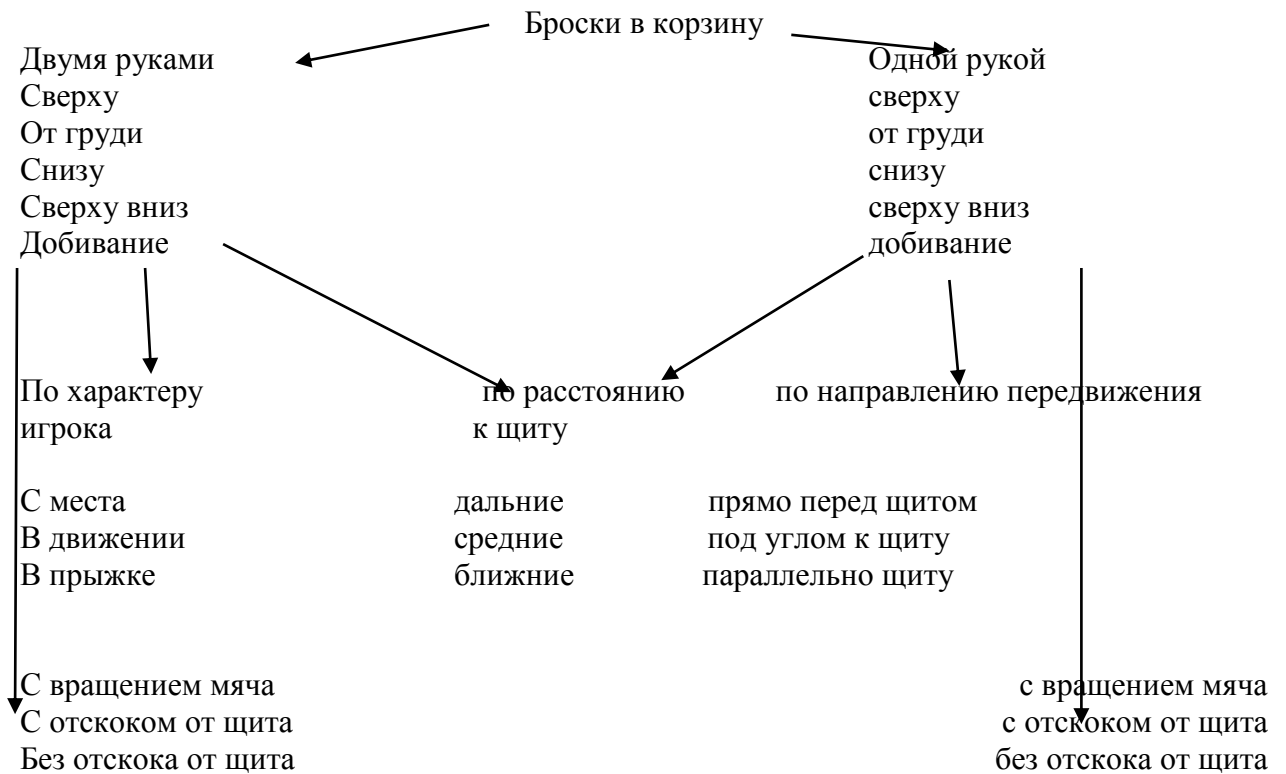 Броски в корзину
Двумя руками Одной рукой
Сверху сверху
От груди от груди
Снизу снизу
Сверху вниз сверху вниз
Добивание добивание
По характеру по расстоянию по направлению передвижения
игрока к щиту
С места дальние прямо перед щитом
В движении средние под углом к щиту
В прыжке ближние параллельно щиту
С вращением мяча с вращением мяча
С отскоком от щита с отскоком от щита
Без отскока от щита без отскока от щита